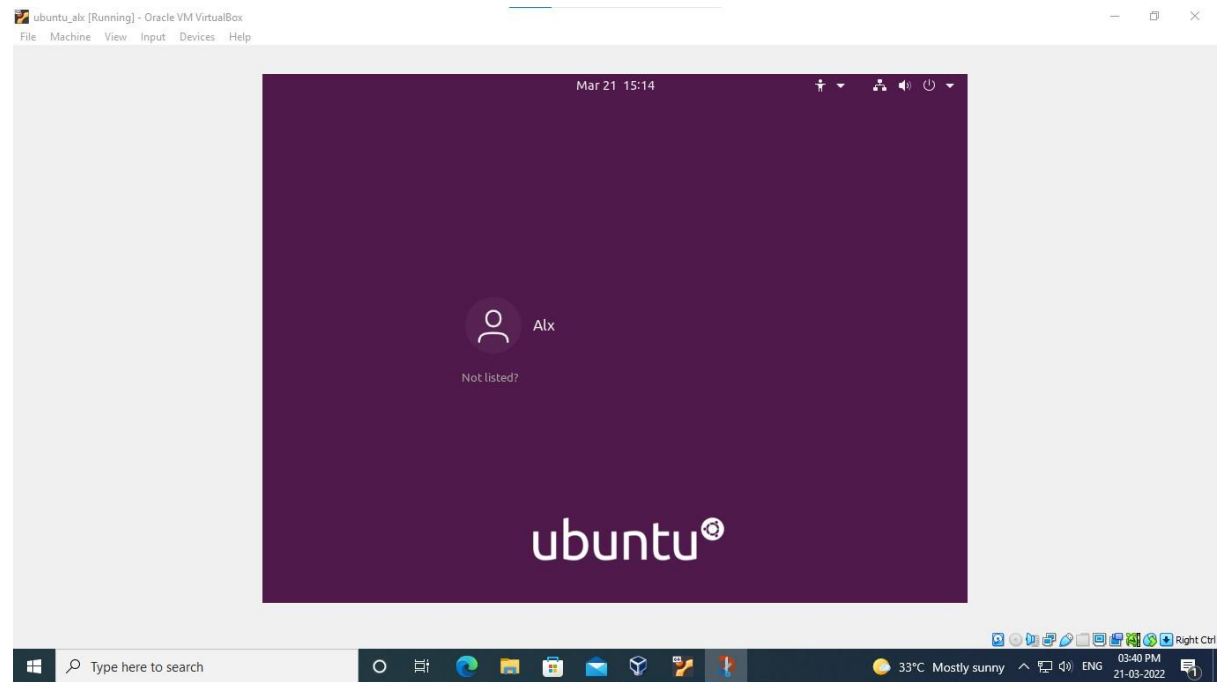 ubuntu_alx [Running] - Oracle VM VirtualBox
File Machine View Input Devices Help
Mar 21 15:14
Alx
Not listed?
ubuntu
Right Ctrl
Type here to search
33°C Mostly sunny
ENG
03:40 PM
21-03-2022
1